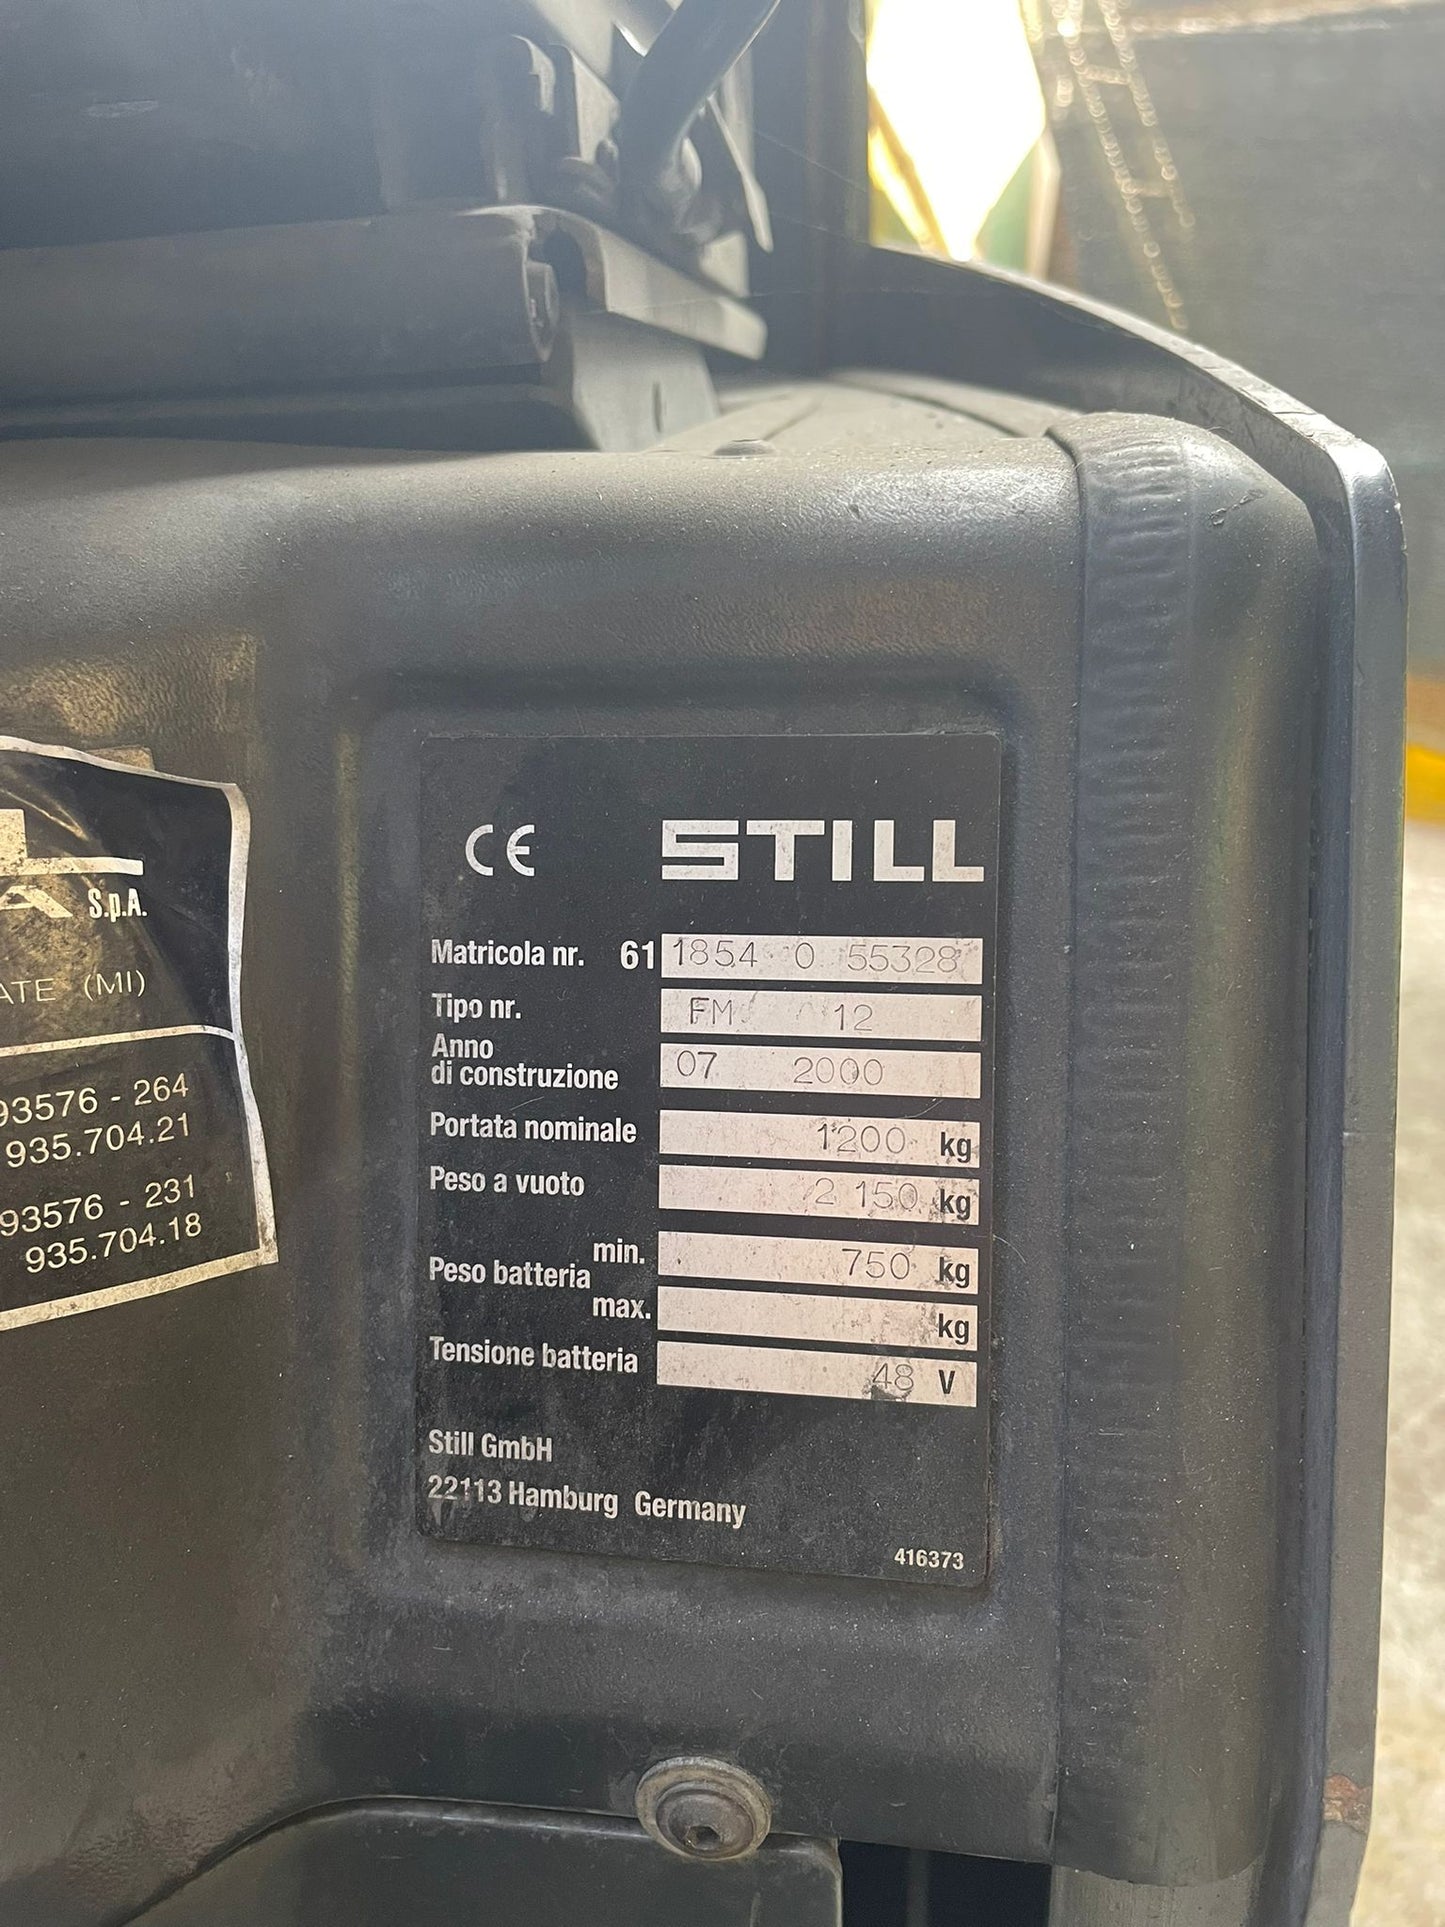 L
A S.p.A.
ATE (MI)
93576 - 264
935.704.21
93576 - 231
935.704.18
CE STILL
Matricola nr. 61 1854 0 55328
Tipo nr. FM 12
Anno
di costruzione 07 2000
Portata nominale 1200 kg
Peso a vuoto 2 150 kg
min. 750 kg
Peso batteria
max. kg
Tensione batteria 48 V
Still GmbH
22113 Hamburg Germany
416373